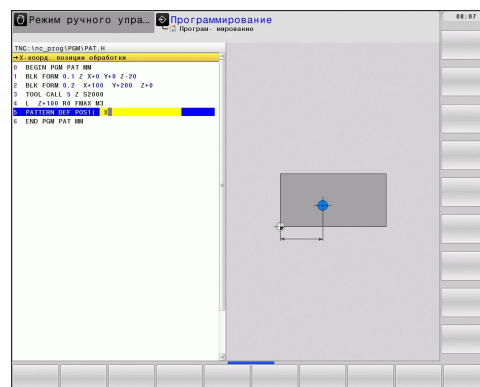 Режим ручного упра…
Программирование
Програм- мирование
08:07
TNC:\nc_prog\PGM\PAT.H
→X-коорд. позиции обработки
0 BEGIN PGM PAT MM
1 BLK FORM 0.1 Z X+0 Y+0 Z-20
2 BLK FORM 0.2 X+100 Y+200 Z+0
3 TOOL CALL 5 Z S2000
4 L Z+100 R0 FMAX M3
5 PATTERN DEF POS1( X
6 END PGM PAT MM